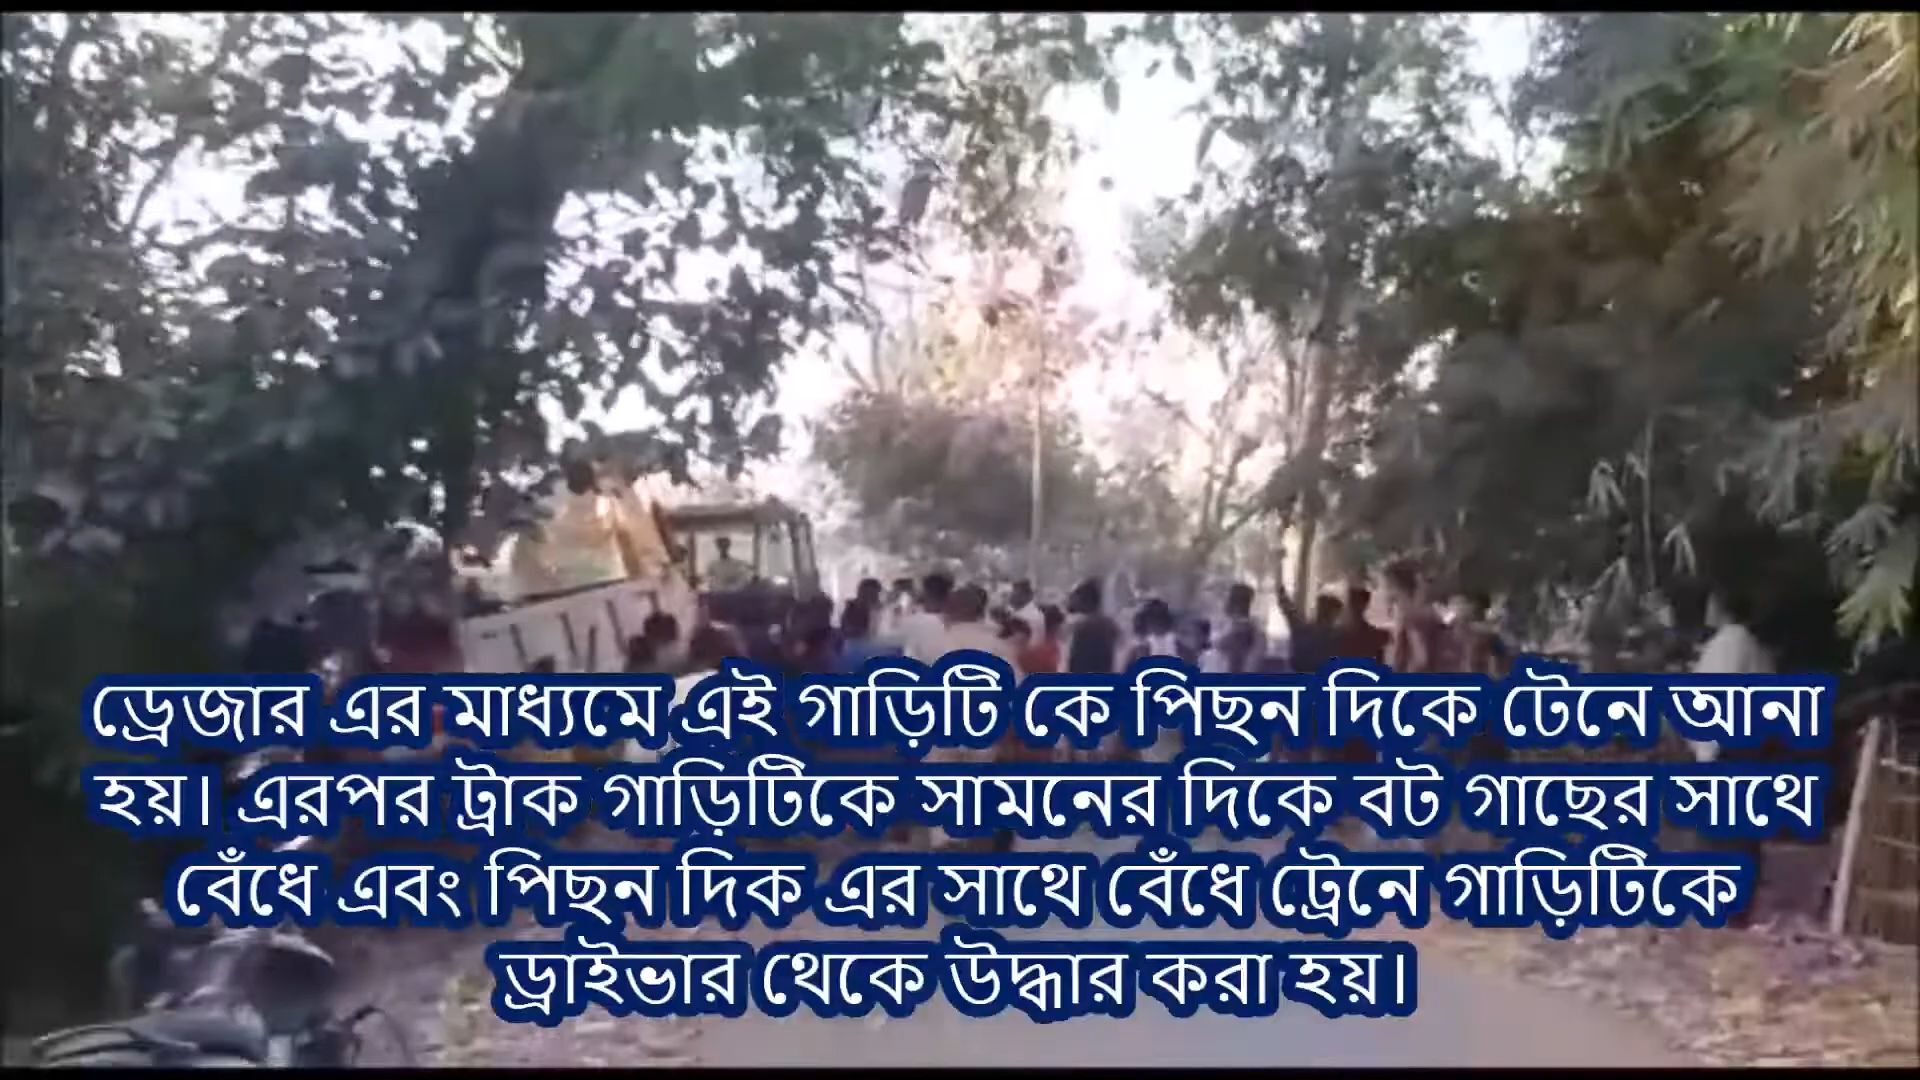 ড্রেজার এর মাধ্যমে এই গাড়িটি কে পিছন দিকে টেনে আনা
হয়। এরপর ট্রাক গাড়িটিকে সামনের দিকে বট গাছের সাথে
বেঁধে এবং পিছন দিক এর সাথে বেঁধে ট্রেনে গাড়িটিকে
ড্রাইভার থেকে উদ্ধার করা হয়।